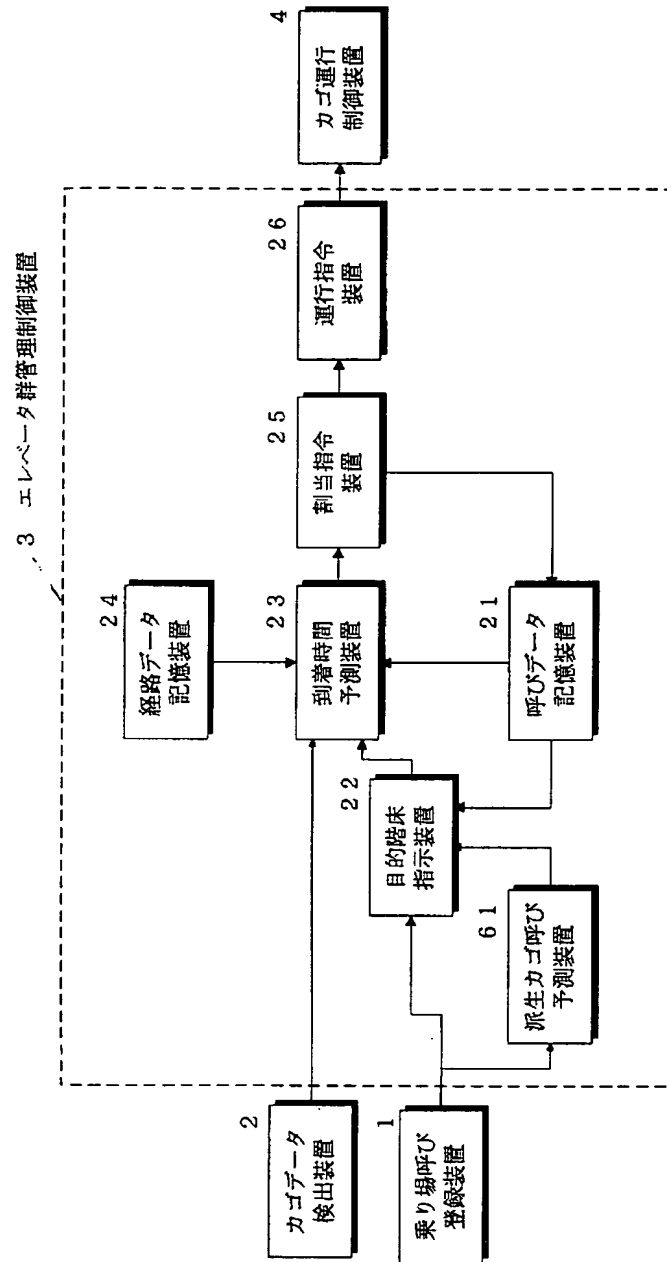 3 エレベータ群管理制御装置
2
カゴデータ
検出装置
1
乗り場呼び
登録装置
24
経路データ
記憶装置
23
到着時間
予測装置
22
目的階床
指示装置
61
派生カゴ呼び
予測装置
21
呼びデータ
記憶装置
25
割当指令
装置
26
運行指令
装置
4
カゴ運行
制御装置